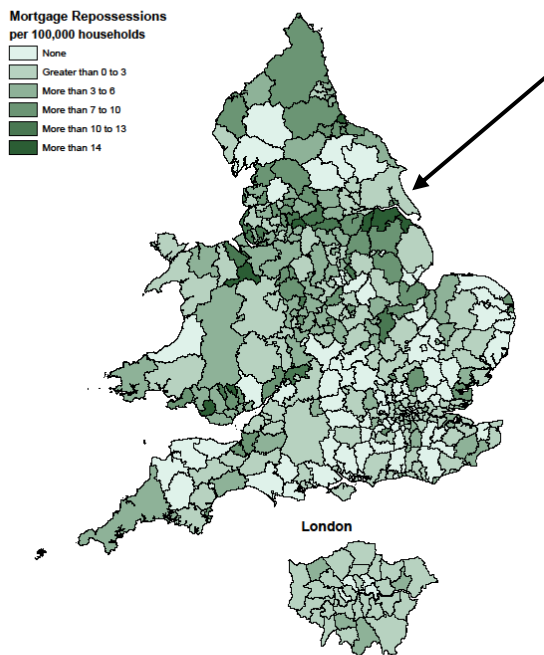 Mortgage Repossessions
per 100,000 households
None
Greater than 0 to 3
More than 3 to 6
More than 7 to 10
More than 10 to 13
More than 14
London